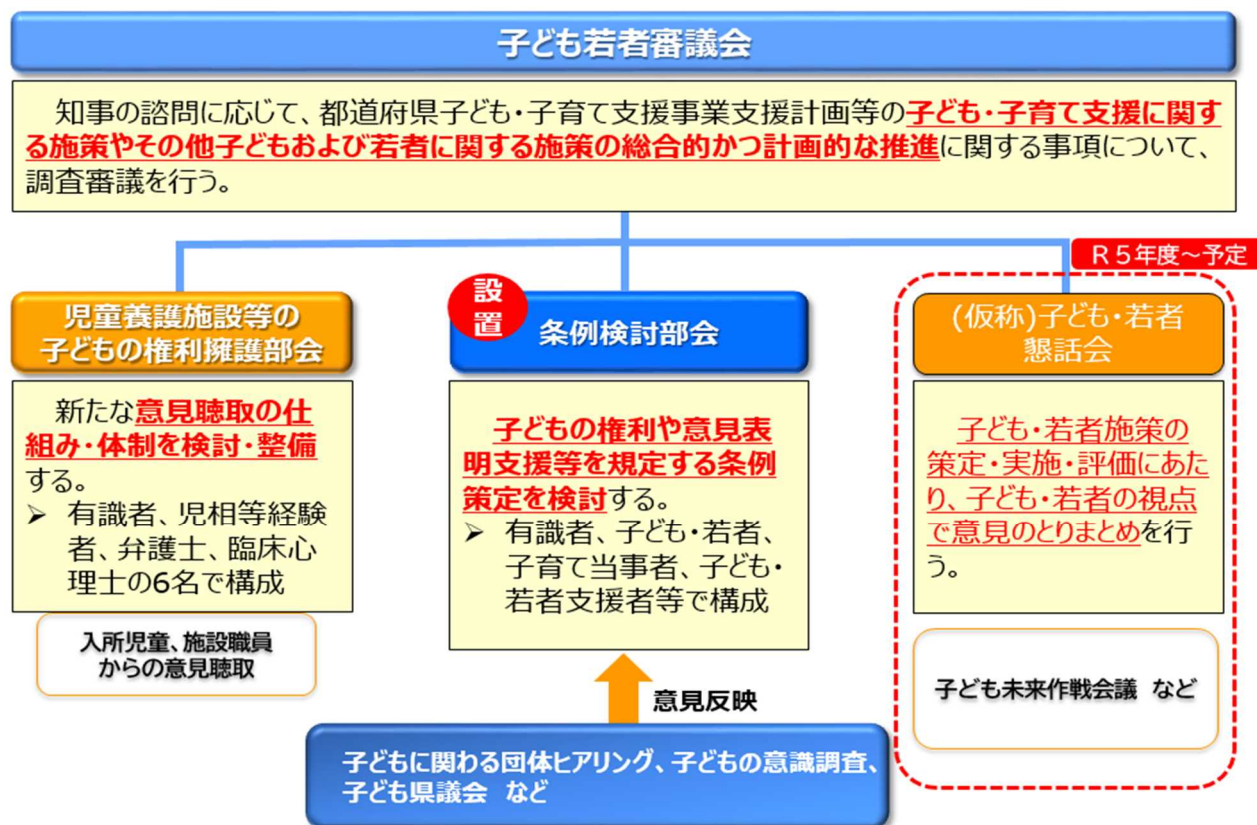 子ども若者審議会
知事の諮問に応じて、都道府県子ども・子育て支援事業支援計画等の子ども・子育て支援に関す
る施策やその他子どもおよび若者に関する施策の総合的かつ計画的な推進に関する事項について、
調査審議を行う。
R5年度~予定
児童養護施設等の
子どもの権利擁護部会
新たな意見聴取の仕
組み・体制を検討・整備
する。
➢ 有識者、児相等経験
者、弁護士、臨床心
理士の6名で構成
入所児童、施設職員
からの意見聴取
設
置
条例検討部会
子どもの権利や意見表
明支援等を規定する条例
策定を検討する。
➢ 有識者、子ども・若者、
子育て当事者、子ども・
若者支援者等で構成
意見反映
子どもに関わる団体ヒアリング、子どもの意識調査、
子ども県議会 など
(仮称)子ども・若者
懇話会
子ども・若者施策の
策定・実施・評価にあた
り、子ども・若者の視点
で意見のとりまとめを行
う。
子ども未来作戦会議 など